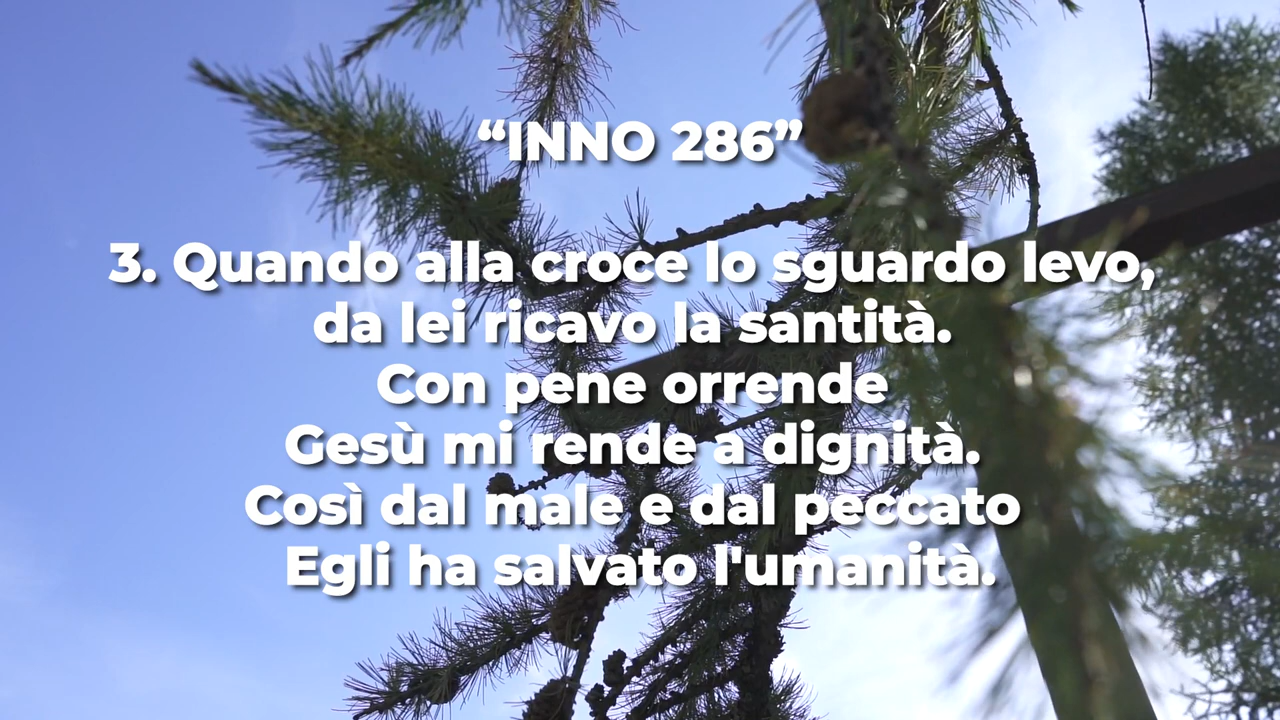 “INNO 286”
3. Quando alla croce lo sguardo levo,
da lei ricavo la santità.
Con pene orrende
Gesù mi rende a dignità.
Così dal male e dal peccato
Egli ha salvato l'umanità.